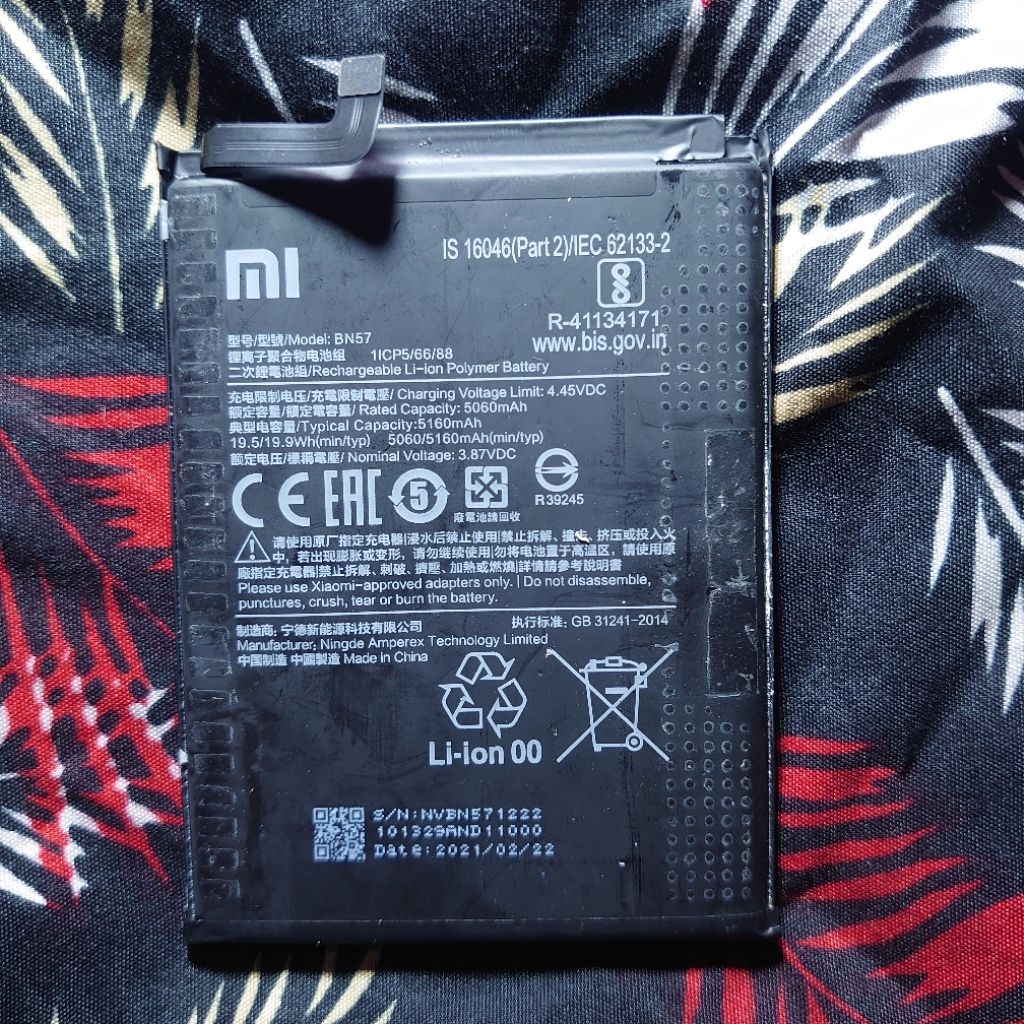 IS 16046(Part 2)/IEC 62133-2
MI
R-41134171
www.bis.gov.in
型号/型號/Model: BN57
锂离子聚合物电池组 1ICP5/66/88
二次鋰電池組/Rechargeable Li-ion Polymer Battery
充电限制电压/充電限制電壓/ Charging Voltage Limit: 4.45VDC
额定容量/額定電容量/ Rated Capacity: 5060mAh
典型电容量/Typical Capacity:5160mAh
19.5/19.9Wh(min/typ) 5060/5160mAh(min/typ)
额定电压/標稱電壓/ Nominal Voltage: 3.87VDC
CE EAC 5
廢電池請回收
R39245
请使用原厂指定充电器|浸水后禁止使用|禁止拆解、撞击、挤压或投入火
中，若出现膨胀或变形，请勿继续使用|勿将电池置于高温区，請使用原
廠指定充電器|禁止拆解、刺破、擠壓、加熱或燃燒|詳情請參考說明書
Please use Xiaomi-approved adapters only. | Do not disassemble,
punctures, crush, tear or burn the battery.
制造商: 宁德新能源科技有限公司 执行标准: GB 31241-2014
Manufacturer: Ningde Amperex Technology Limited
中国制造 中國製造 Made in China
Li-ion 00
S/N:NVBN571222
101329AND11000
Date:2021/02/22